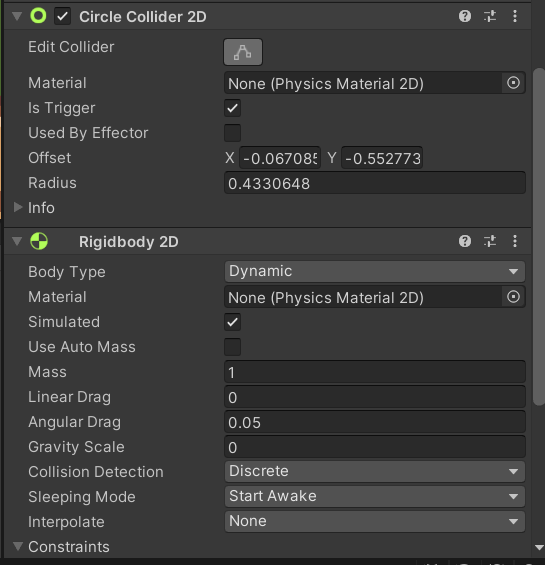 Circle Collider 2D
Edit Collider
Material None (Physics Material 2D)
Is Trigger
Used By Effector
Offset X -0.067085 Y -0.552773
Radius 0.4330648
Info
Rigidbody 2D
Body Type Dynamic
Material None (Physics Material 2D)
Simulated
Use Auto Mass
Mass 1
Linear Drag 0
Angular Drag 0.05
Gravity Scale 0
Collision Detection Discrete
Sleeping Mode Start Awake
Interpolate None
Constraints